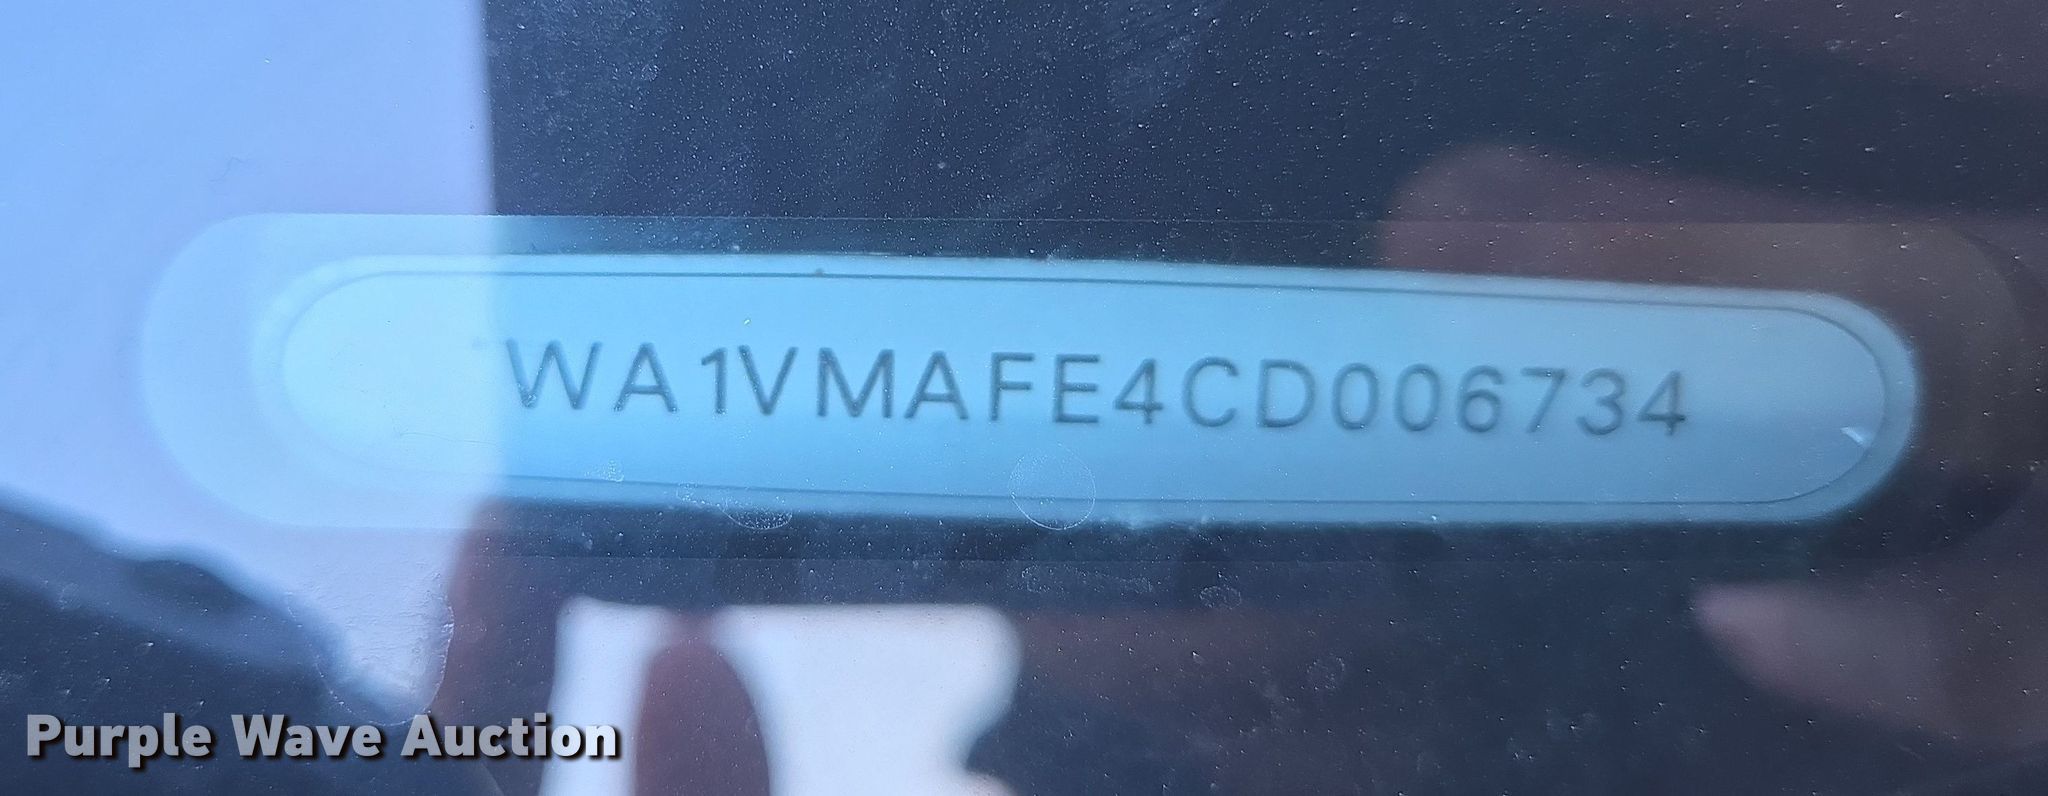 WA1VMAFE4CD006734
Purple Wave Auction